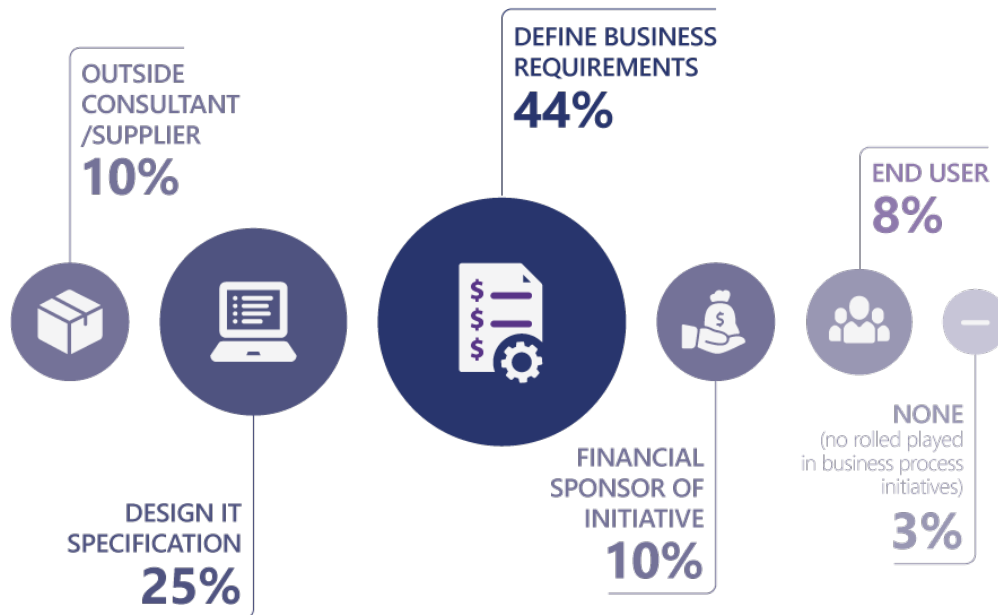 OUTSIDE
CONSULTANT
/SUPPLIER
10%
DESIGN IT
SPECIFICATION
25%
DEFINE BUSINESS
REQUIREMENTS
44%
$
$
$
FINANCIAL
SPONSOR OF
INITIATIVE
10%
$
END USER
8%
NONE
(no rolled played
in business process
initiatives)
3%